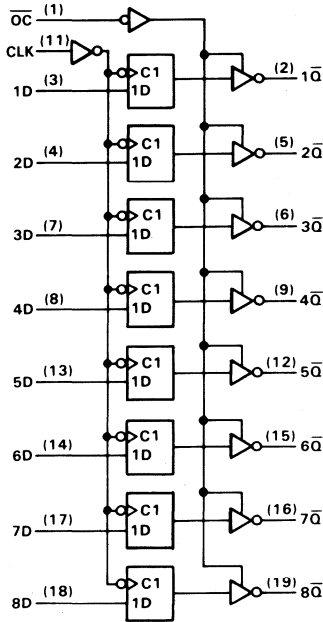 O̅C̅ (1)
CLK (11)
C1 (2) 1Q̅
1D (3) 1D
C1 (5) 2Q̅
2D (4) 1D
C1 (6) 3Q̅
3D (7) 1D
C1 (9) 4Q̅
4D (8) 1D
C1 (12) 5Q̅
5D (13) 1D
C1 (15) 6Q̅
6D (14) 1D
C1 (16) 7Q̅
7D (17) 1D
C1 (19) 8Q̅
8D (18) 1D